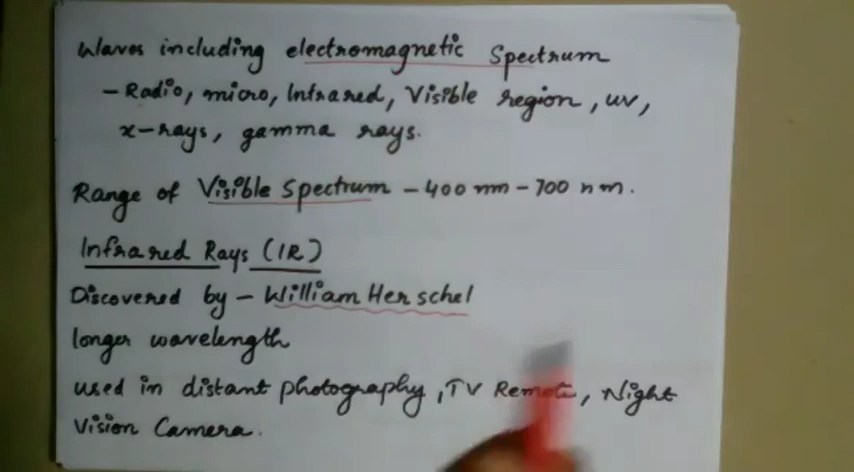 Waves including electromagnetic Spectrum
- Radio, micro, Infrared, Visible region, uv,
x-rays, gamma rays.
Range of Visible Spectrum - 400 nm - 700 nm.
Infrared Rays (IR)
Discovered by - William Herschel
longer wavelength
used in distant photography, TV Remote, Night
Vision Camera.